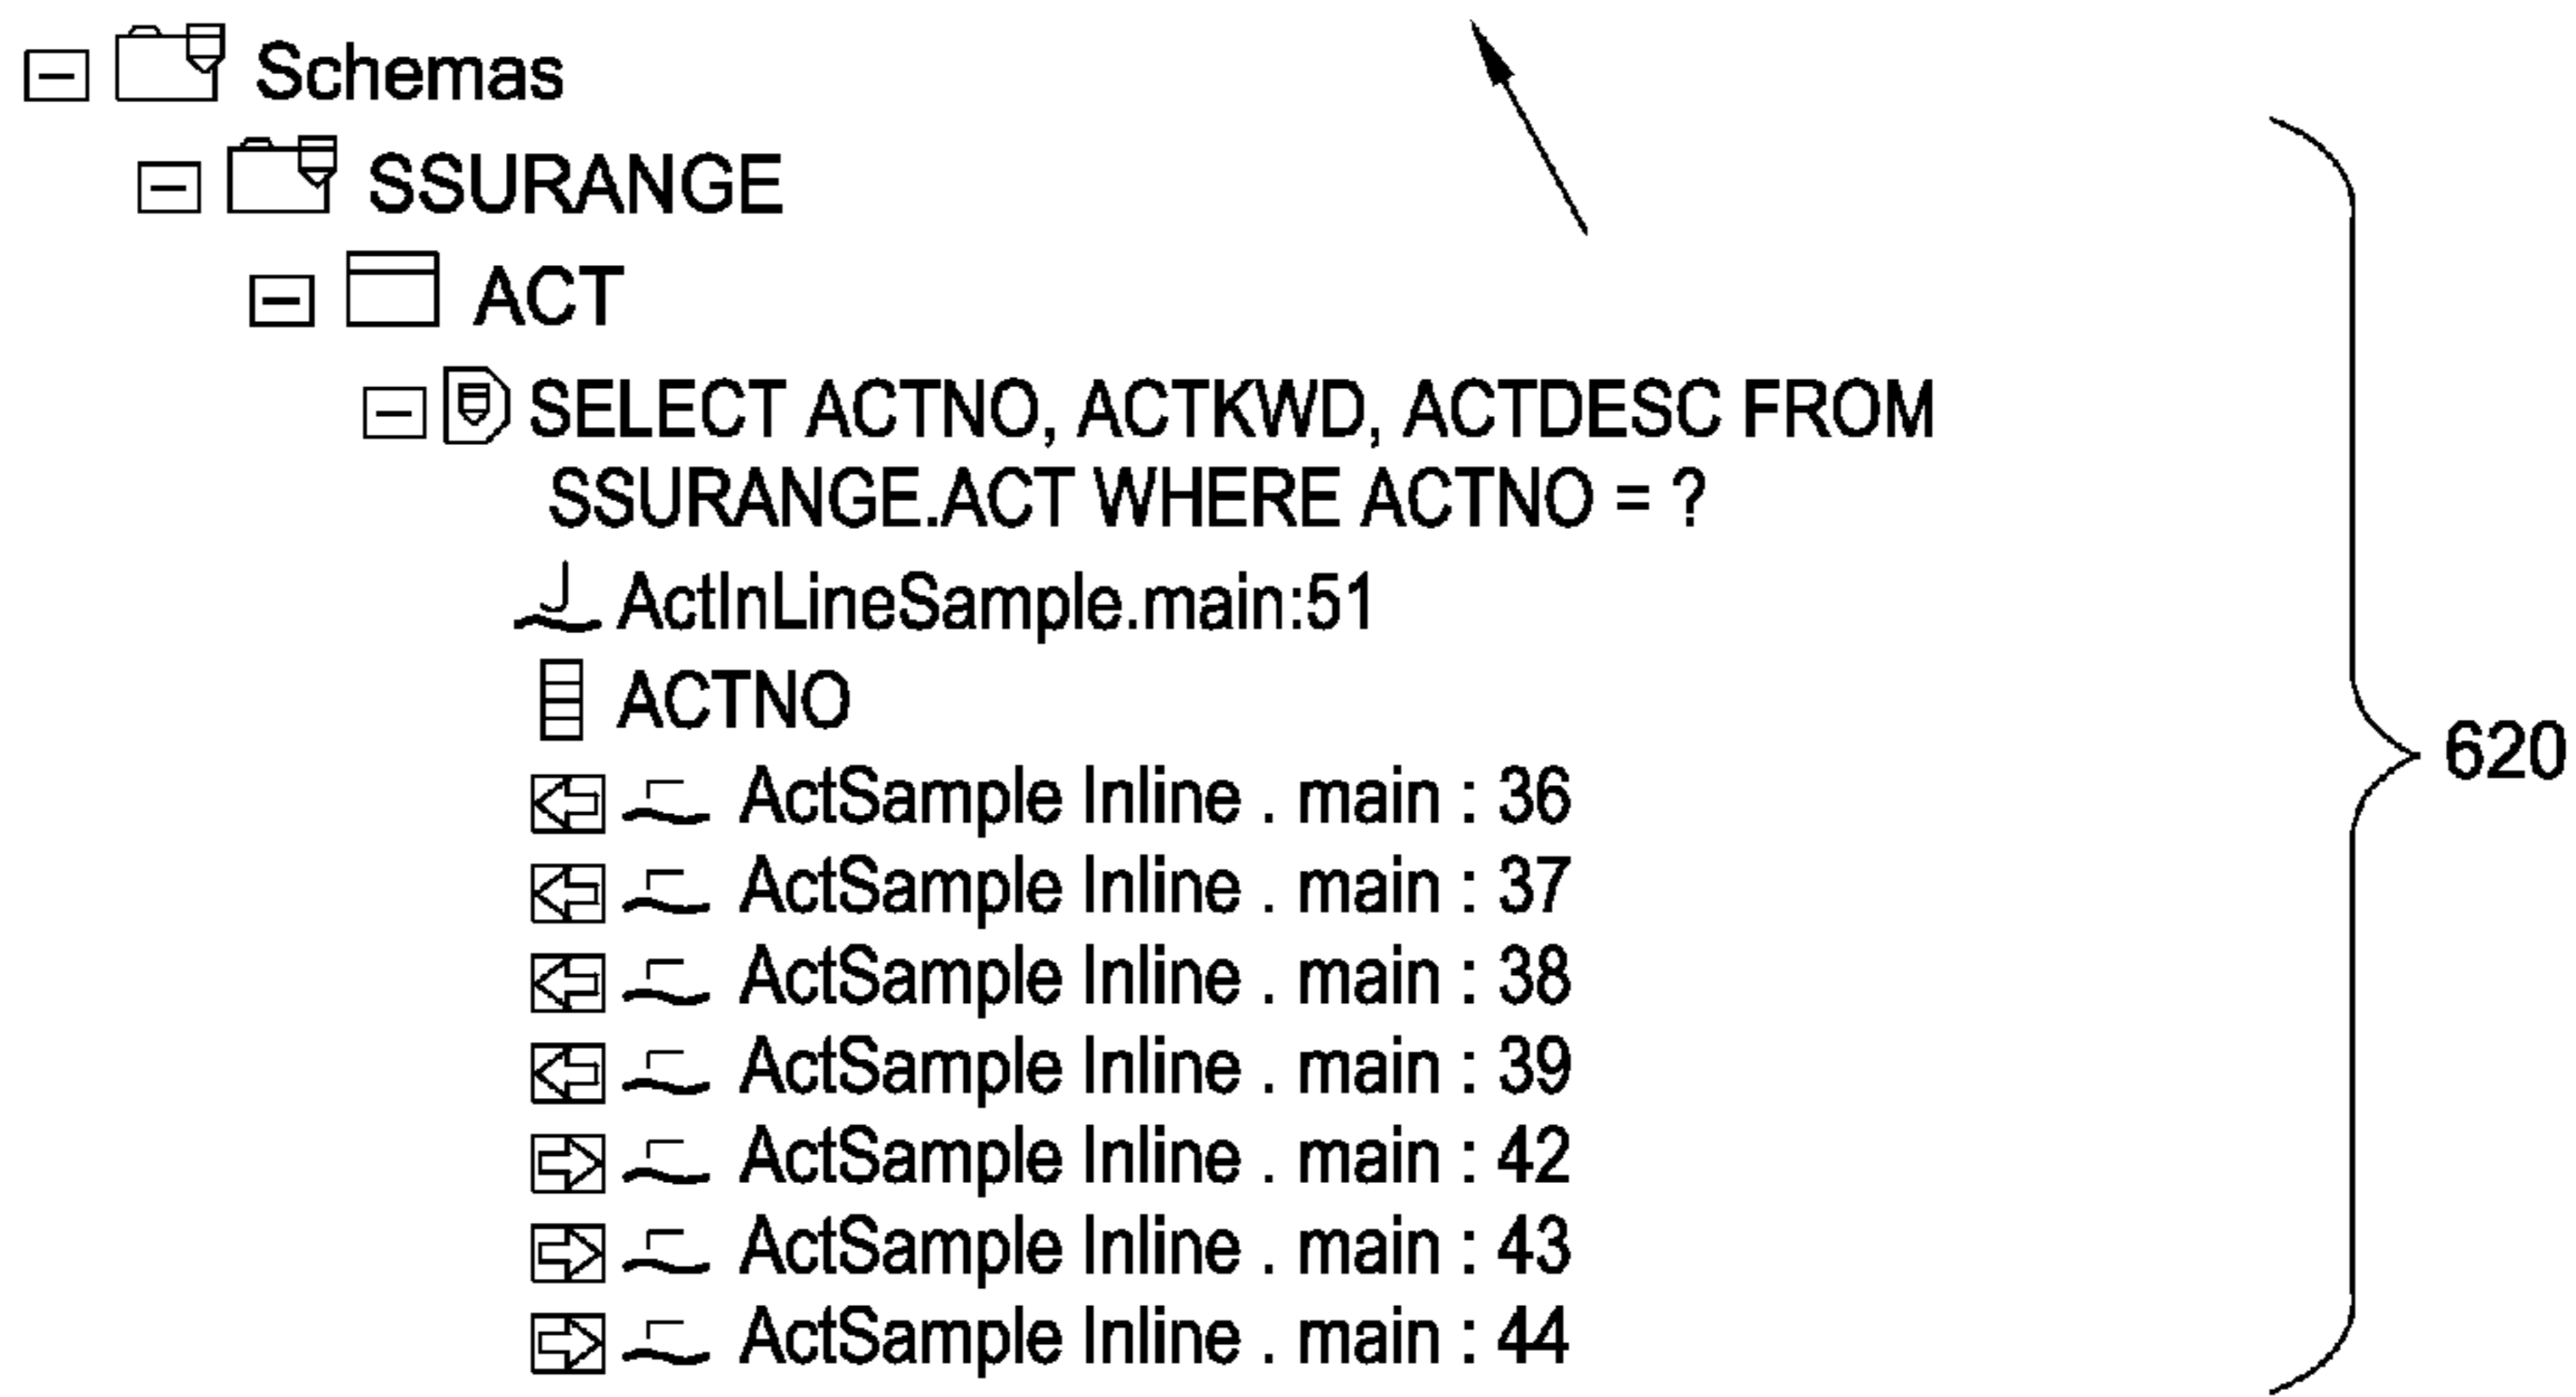 Schemas
SSURANGE
ACT
SELECT ACTNO, ACTKWD, ACTDESC FROM
SSURANGE.ACT WHERE ACTNO = ?
ActInLineSample.main:51
ACTNO
ActSample Inline . main : 36
ActSample Inline . main : 37
ActSample Inline . main : 38
ActSample Inline . main : 39
ActSample Inline . main : 42
ActSample Inline . main : 43
ActSample Inline . main : 44
620